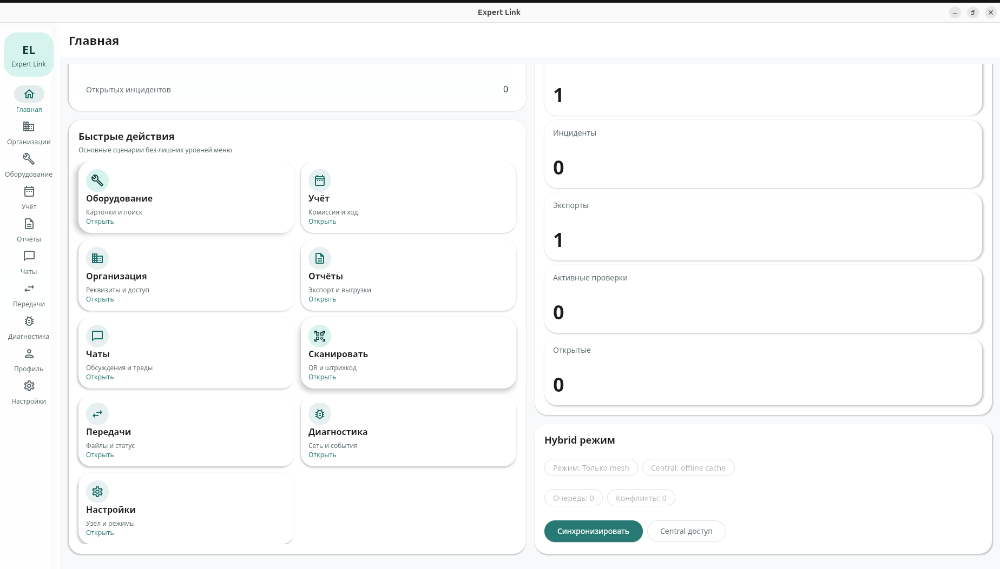 Expert Link
EL
Expert Link
Главная
Организации
Оборудование
Учёт
Отчёты
Чаты
Передачи
Диагностика
Профиль
Настройки
Главная
Открытых инцидентов 0
Быстрые действия
Основные сценарии без лишних уровней меню
Оборудование
Карточки и поиск
Открыть
Учёт
Комиссия и ход
Открыть
Организация
Реквизиты и доступ
Открыть
Отчёты
Экспорт и выгрузки
Открыть
Чаты
Обсуждения и треды
Открыть
Сканировать
QR и штрихкод
Открыть
Передачи
Файлы и статус
Открыть
Диагностика
Сеть и события
Открыть
Настройки
Узел и режимы
Открыть
1
Инциденты
0
Экспорты
1
Активные проверки
0
Открытые
0
Hybrid режим
Режим: Только mesh Central: offline cache
Очередь: 0 Конфликты: 0
Синхронизировать Central доступ